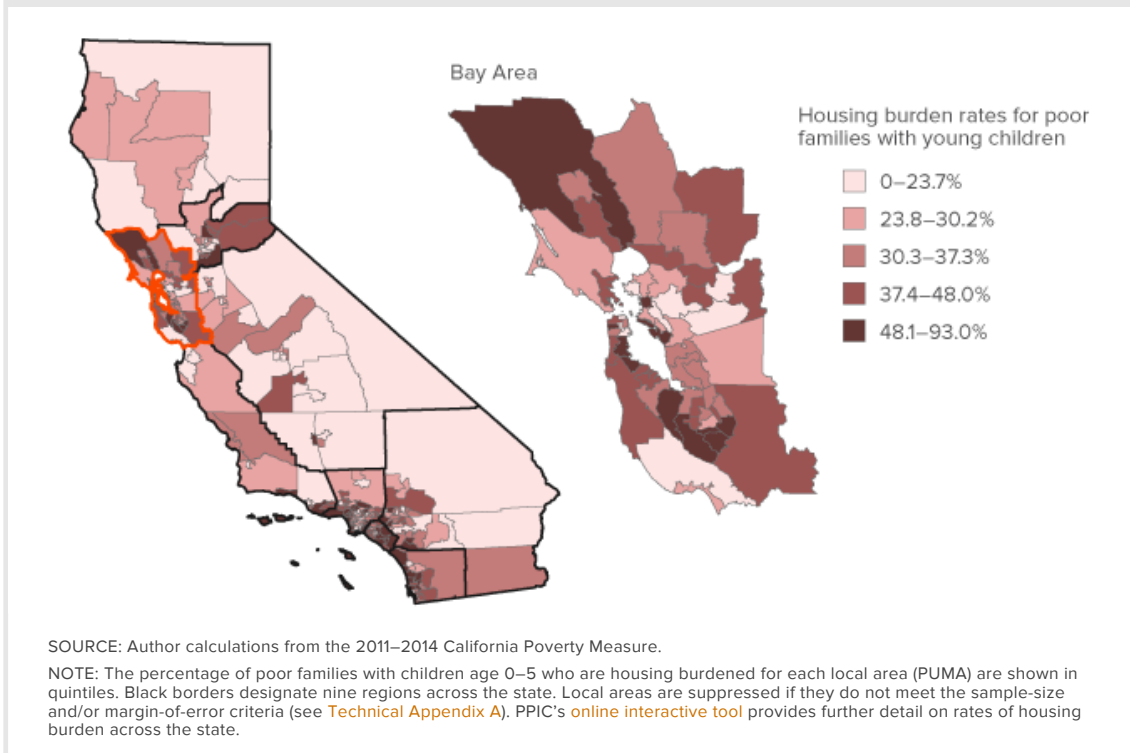 Bay Area
Housing burden rates for poor
families with young children
0–23.7%
23.8–30.2%
30.3–37.3%
37.4–48.0%
48.1–93.0%
SOURCE: Author calculations from the 2011–2014 California Poverty Measure.
NOTE: The percentage of poor families with children age 0–5 who are housing burdened for each local area (PUMA) are shown in
quintiles. Black borders designate nine regions across the state. Local areas are suppressed if they do not meet the sample-size
and/or margin-of-error criteria (see Technical Appendix A). PPIC’s online interactive tool provides further detail on rates of housing
burden across the state.